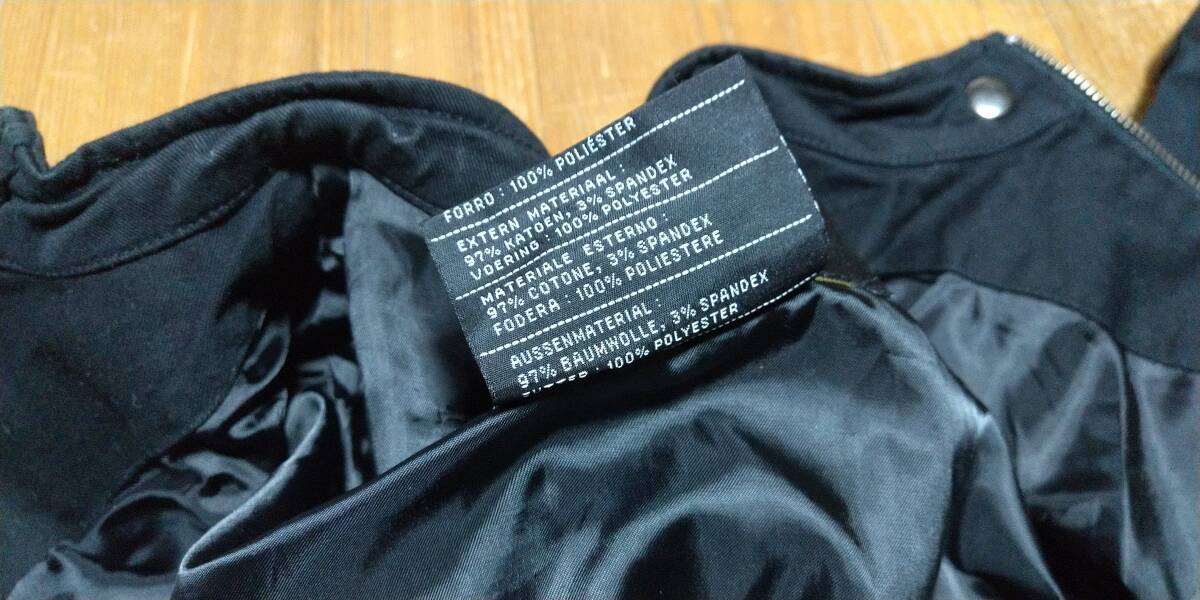 FORRO : 100% POLIÉSTER
EXTERN MATERIAAL :
97% KATOEN, 3% SPANDEX
VOERING : 100% POLYESTER
MATERIALE ESTERNO :
97% COTONE, 3% SPANDEX
FODERA : 100% POLIESTERE
AUSSENMATERIAL :
97% BAUMWOLLE, 3% SPANDEX
: 100% POLYESTER